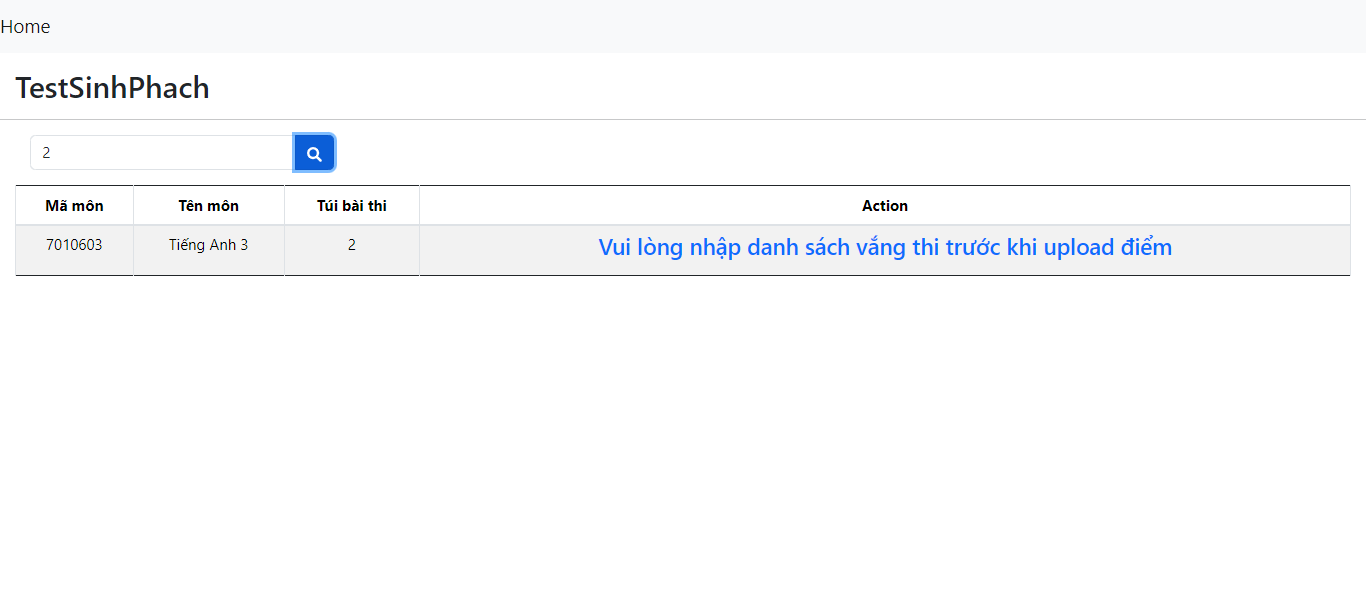 Home
TestSinhPhach
2
Mã môn Tên môn Túi bài thi Action
7010603 Tiếng Anh 3 2 Vui lòng nhập danh sách vắng thi trước khi upload điểm